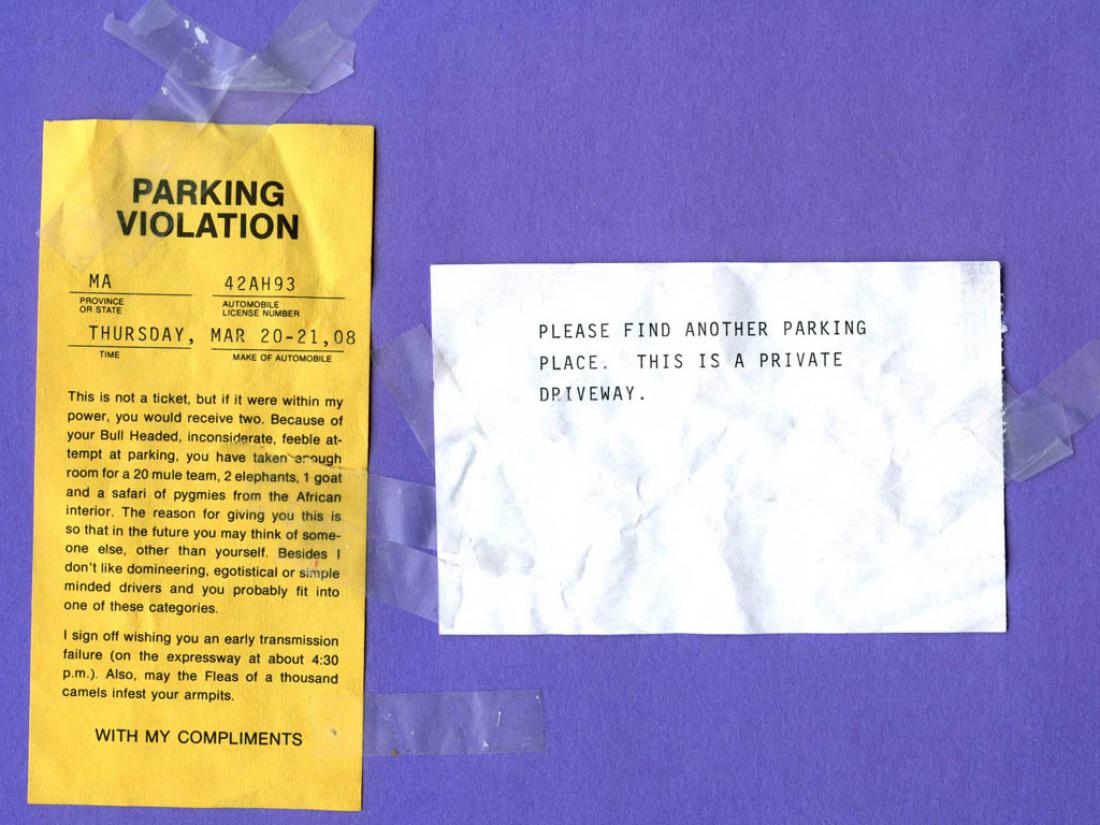 PARKING
VIOLATION
MA 42AH93
PROVINCE
OR STATE
AUTOMOBILE
LICENSE NUMBER
THURSDAY, MAR 20-21,08
TIME MAKE OF AUTOMOBILE
This is not a ticket, but if it were within my
power, you would receive two. Because of
your Bull Headed, inconsiderate, feeble at-
tempt at parking, you have taken enough
room for a 20 mule team, 2 elephants, 1 goat
and a safari of pygmies from the African
interior. The reason for giving you this is
so that in the future you may think of some-
one else, other than yourself. Besides I
don't like domineering, egotistical or simple
minded drivers and you probably fit into
one of these categories.
I sign off wishing you an early transmission
failure (on the expressway at about 4:30
p.m.). Also, may the Fleas of a thousand
camels infest your armpits.
WITH MY COMPLIMENTS
PLEASE FIND ANOTHER PARKING
PLACE. THIS IS A PRIVATE
DRIVEWAY.